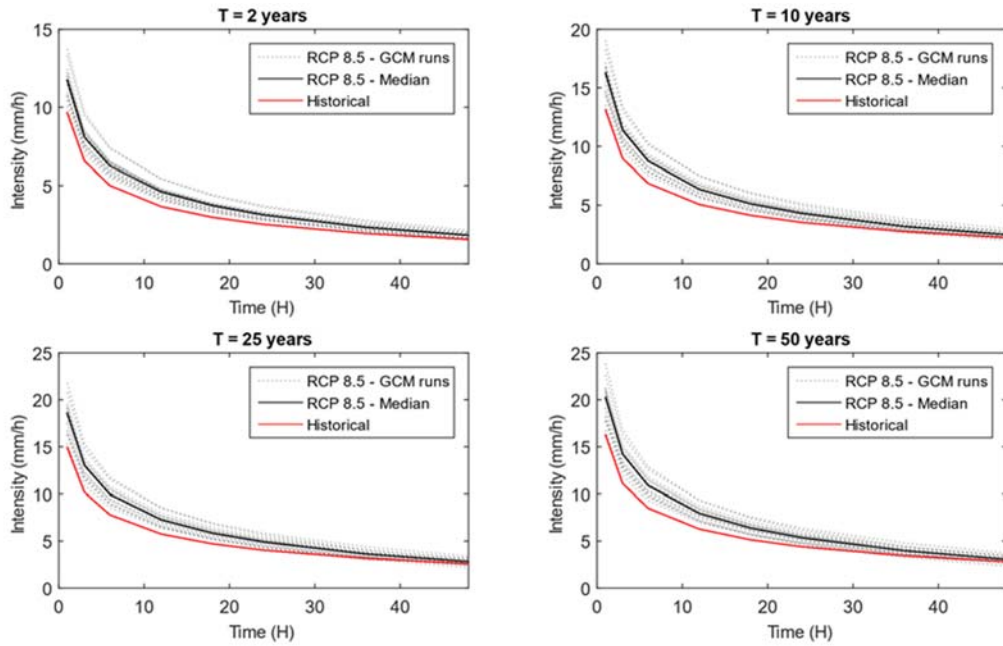 T = 2 years
15
10
5
0
Intensity (mm/h)
RCP 8.5 - GCM runs
RCP 8.5 - Median
Historical
0 10 20 30 40
Time (H)
T = 10 years
20
15
10
5
0
Intensity (mm/h)
RCP 8.5 - GCM runs
RCP 8.5 - Median
Historical
0 10 20 30 40
Time (H)
T = 25 years
25
20
15
10
5
0
Intensity (mm/h)
RCP 8.5 - GCM runs
RCP 8.5 - Median
Historical
0 10 20 30 40
Time (H)
T = 50 years
25
20
15
10
5
0
Intensity (mm/h)
RCP 8.5 - GCM runs
RCP 8.5 - Median
Historical
0 10 20 30 40
Time (H)